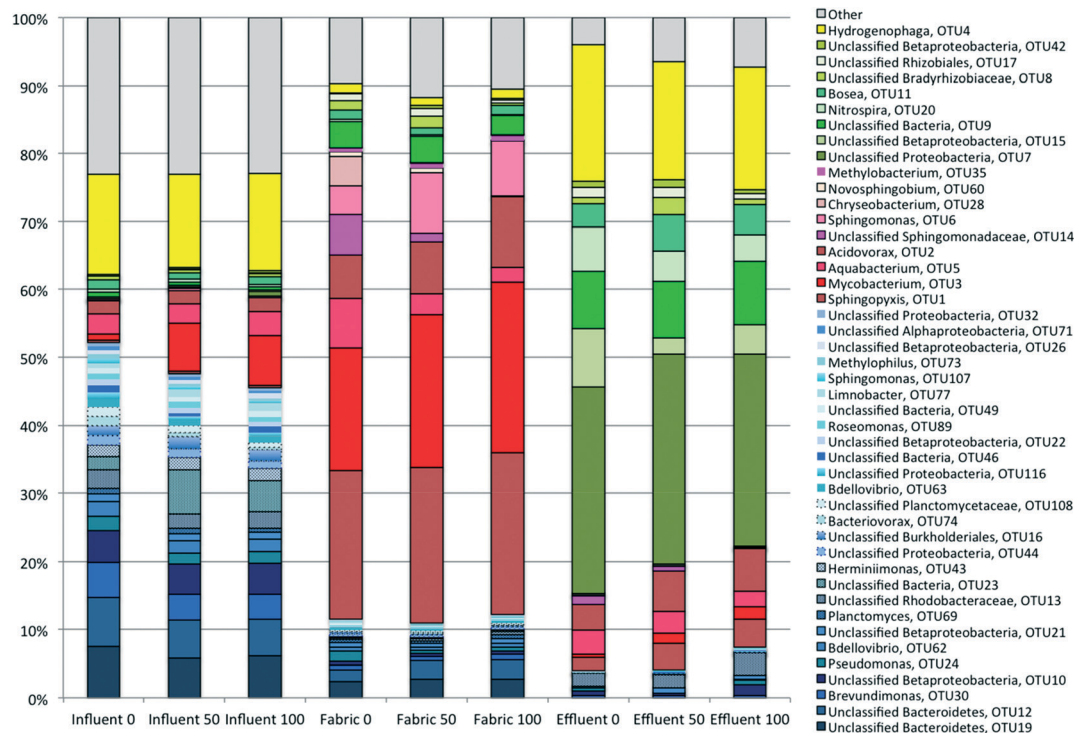 100%
90%
80%
70%
60%
50%
40%
30%
20%
10%
0%
Influent 0 Influent 50 Influent 100 Fabric 0 Fabric 50 Fabric 100 Effluent 0 Effluent 50 Effluent 100
Other
Hydrogenophaga, OTU4
Unclassified Betaproteobacteria, OTU42
Unclassified Rhizobiales, OTU17
Unclassified Bradyrhizobiaceae, OTU8
Bosea, OTU11
Nitrospira, OTU20
Unclassified Bacteria, OTU9
Unclassified Betaproteobacteria, OTU15
Unclassified Proteobacteria, OTU7
Methylobacterium, OTU35
Novosphingobium, OTU60
Chryseobacterium, OTU28
Sphingomonas, OTU6
Unclassified Sphingomonadaceae, OTU14
Acidovorax, OTU2
Aquabacterium, OTU5
Mycobacterium, OTU3
Sphingopyxis, OTU1
Unclassified Proteobacteria, OTU32
Unclassified Alphaproteobacteria, OTU71
Unclassified Betaproteobacteria, OTU26
Methylophilus, OTU73
Sphingomonas, OTU107
Limnobacter, OTU77
Unclassified Bacteria, OTU49
Roseomonas, OTU89
Unclassified Betaproteobacteria, OTU22
Unclassified Bacteria, OTU46
Unclassified Proteobacteria, OTU116
Bdellovibrio, OTU63
Unclassified Planctomycetaceae, OTU108
Bacteriovorax, OTU74
Unclassified Burkholderiales, OTU16
Unclassified Proteobacteria, OTU44
Herminiimonas, OTU43
Unclassified Bacteria, OTU23
Unclassified Rhodobacteraceae, OTU13
Planctomyces, OTU69
Unclassified Betaproteobacteria, OTU21
Bdellovibrio, OTU62
Pseudomonas, OTU24
Unclassified Betaproteobacteria, OTU10
Brevundimonas, OTU30
Unclassified Bacteroidetes, OTU12
Unclassified Bacteroidetes, OTU19